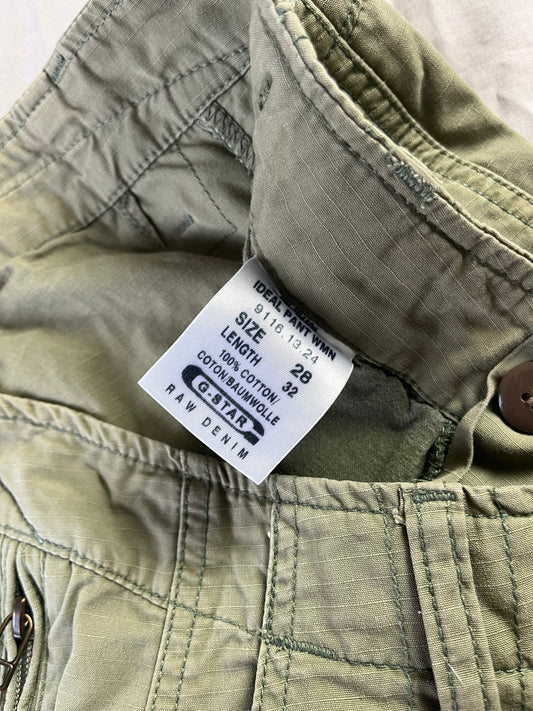 IDEAL PANT WMN
9116.13.24
SIZE 28
LENGTH 32
100% COTTON/
COTON/BAUMWOLLE
G-STAR
RAW DENIM